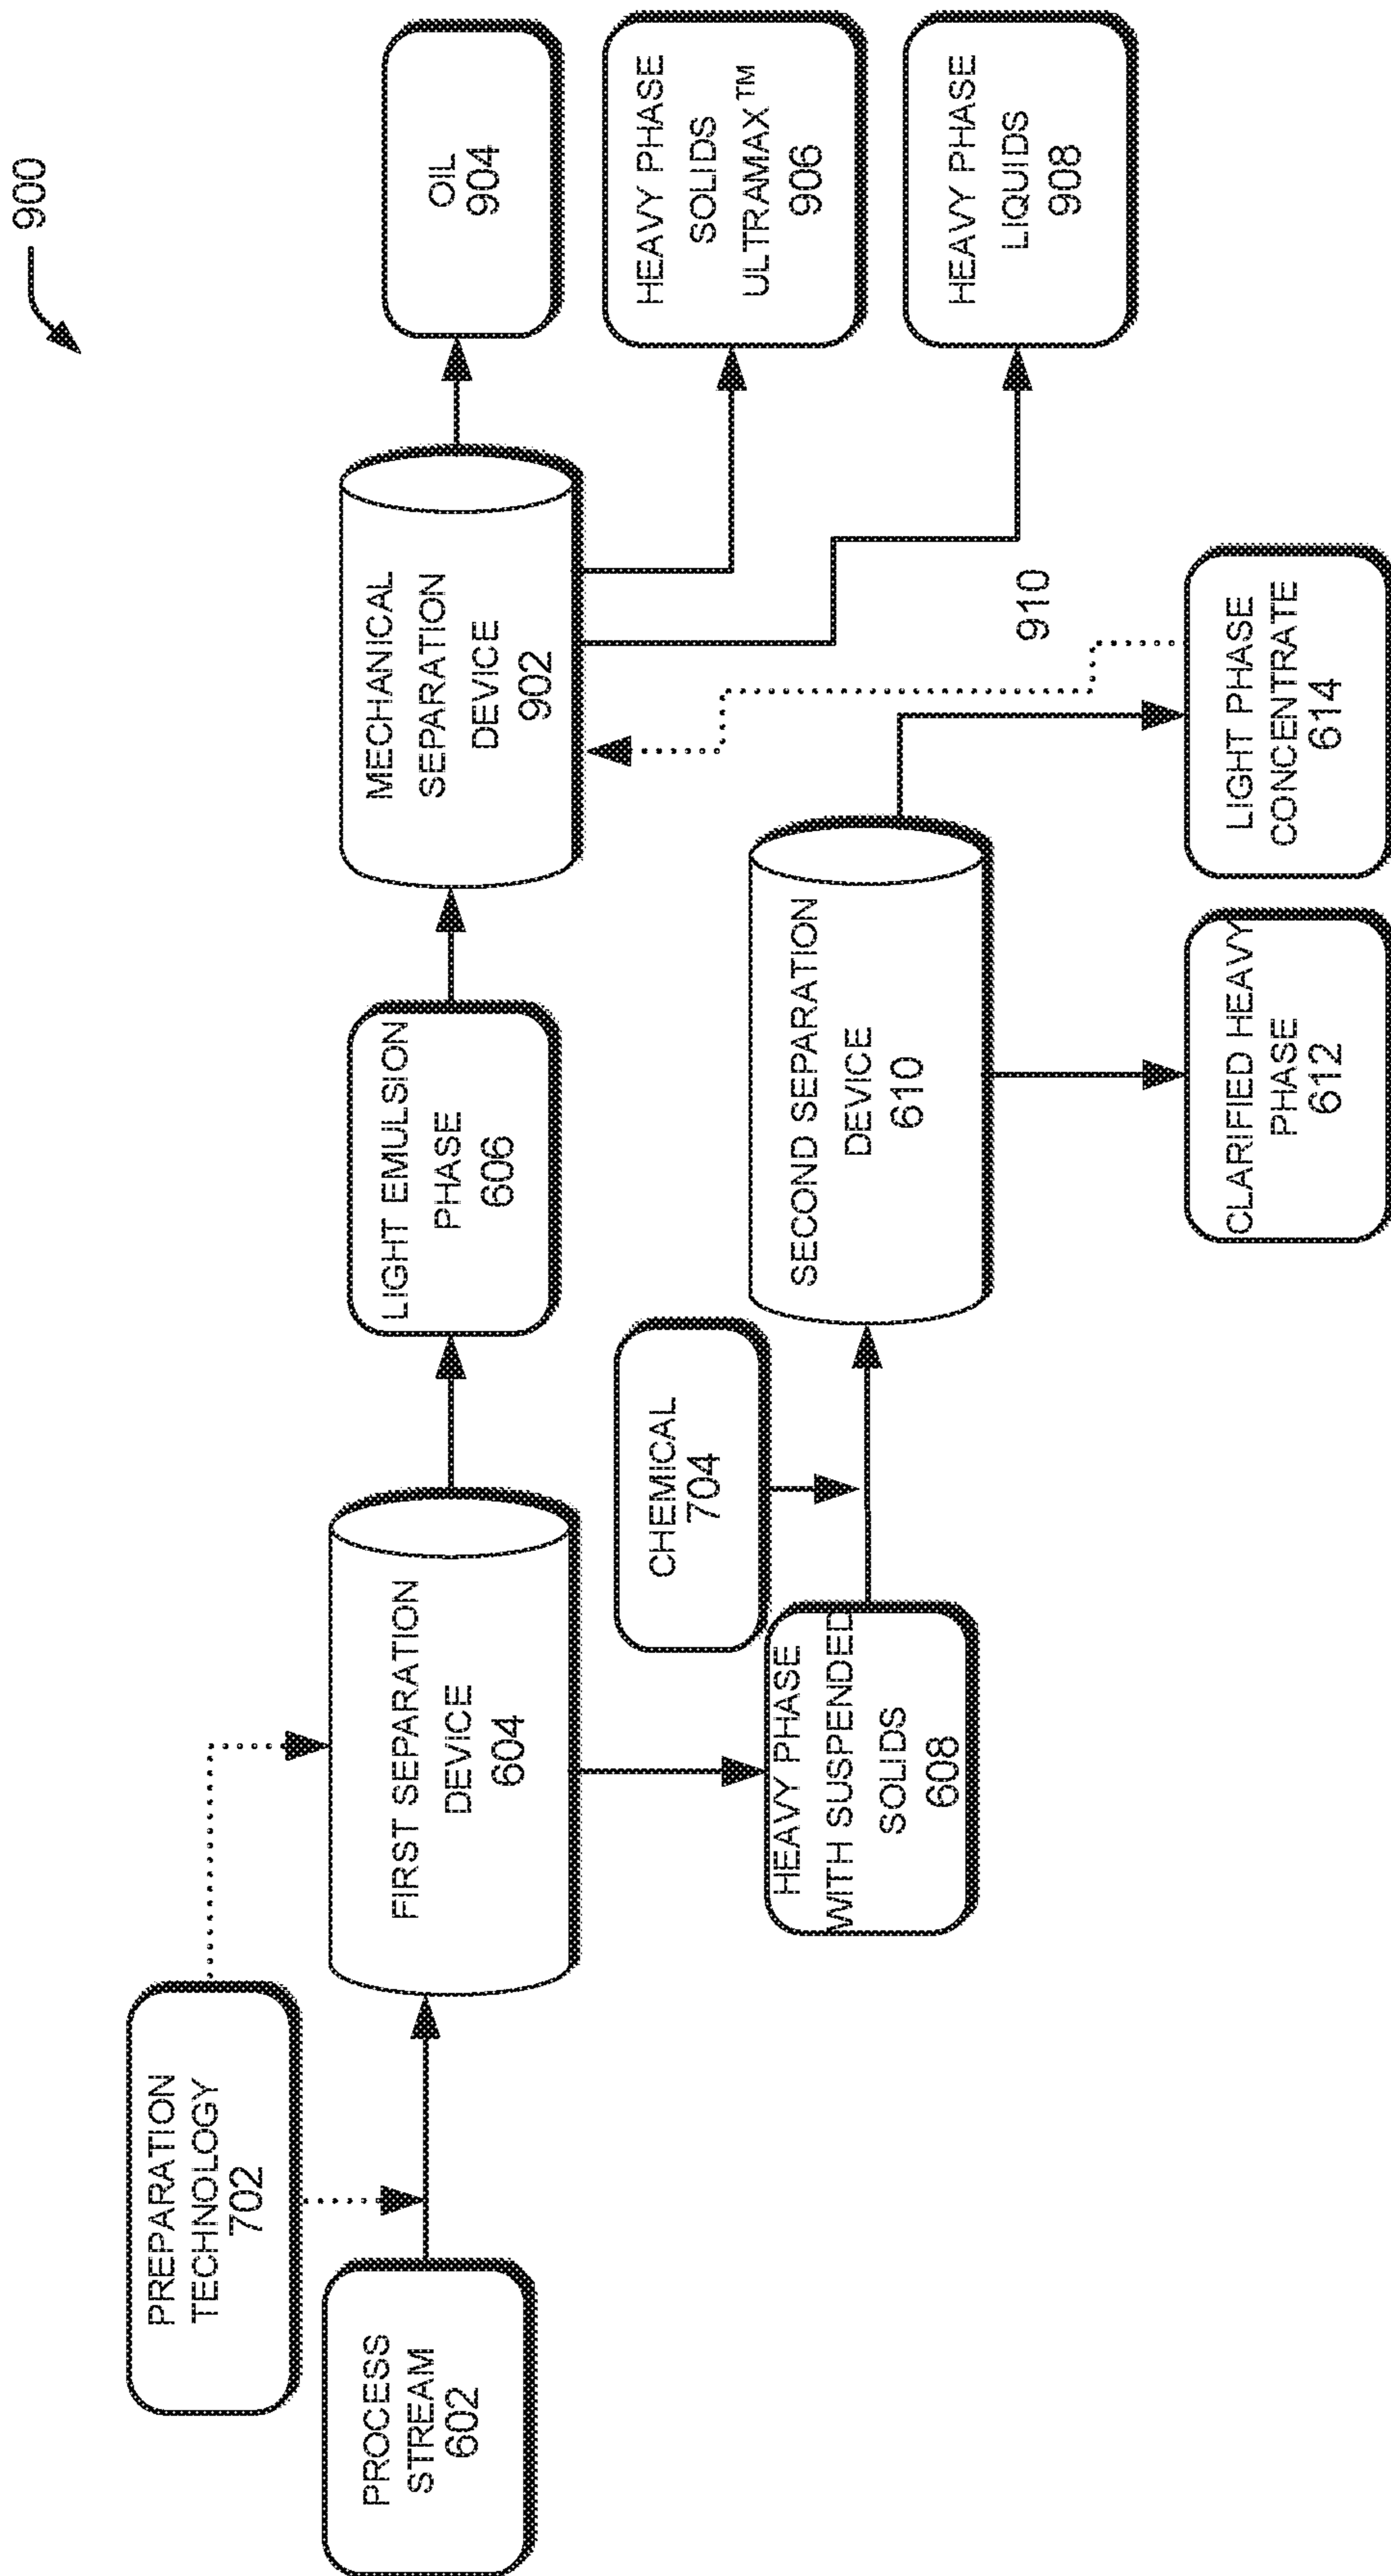 900
PREPARATION
TECHNOLOGY
702
PROCESS
STREAM
602
FIRST SEPARATION
DEVICE
604
LIGHT EMULSION
PHASE
606
MECHANICAL
SEPARATION
DEVICE
902
OIL
904
HEAVY PHASE
SOLIDS
ULTRAMAX™
906
HEAVY PHASE
LIQUIDS
908
CHEMICAL
704
HEAVY PHASE
WITH SUSPENDED
SOLIDS
608
SECOND SEPARATION
DEVICE
610
910
CLARIFIED HEAVY
PHASE
612
LIGHT PHASE
CONCENTRATE
614